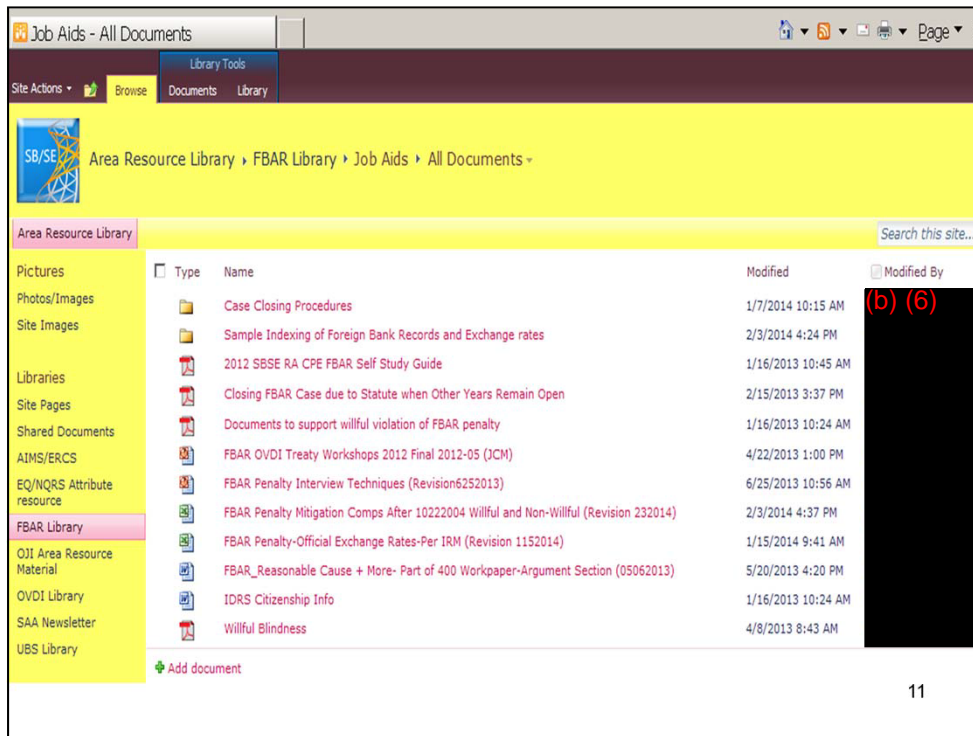 Job Aids - All Documents
Page
Library Tools
Site Actions
Browse
Documents
Library
SB/SE
Area Resource Library
FBAR Library
Job Aids
All Documents
Area Resource Library
Search this site...
Pictures
Photos/Images
Site Images
Libraries
Site Pages
Shared Documents
AIMS/ERCS
EQ/NQRS Attribute
resource
FBAR Library
OJI Area Resource
Material
OVDI Library
SAA Newsletter
UBS Library
Type Name Modified Modified By
(b) (6)
Case Closing Procedures 1/7/2014 10:15 AM
Sample Indexing of Foreign Bank Records and Exchange rates 2/3/2014 4:24 PM
2012 SBSE RA CPE FBAR Self Study Guide 1/16/2013 10:45 AM
Closing FBAR Case due to Statute when Other Years Remain Open 2/15/2013 3:37 PM
Documents to support willful violation of FBAR penalty 1/16/2013 10:24 AM
FBAR OVDI Treaty Workshops 2012 Final 2012-05 (JCM) 4/22/2013 1:00 PM
FBAR Penalty Interview Techniques (Revision6252013) 6/25/2013 10:56 AM
FBAR Penalty Mitigation Comps After 10222004 Willful and Non-Willful (Revision 232014) 2/3/2014 4:37 PM
FBAR Penalty-Official Exchange Rates-Per IRM (Revision 1152014) 1/15/2014 9:41 AM
FBAR_Reasonable Cause + More- Part of 400 Workpaper-Argument Section (05062013) 5/20/2013 4:20 PM
IDRS Citizenship Info 1/16/2013 10:24 AM
Willful Blindness 4/8/2013 8:43 AM
Add document
11